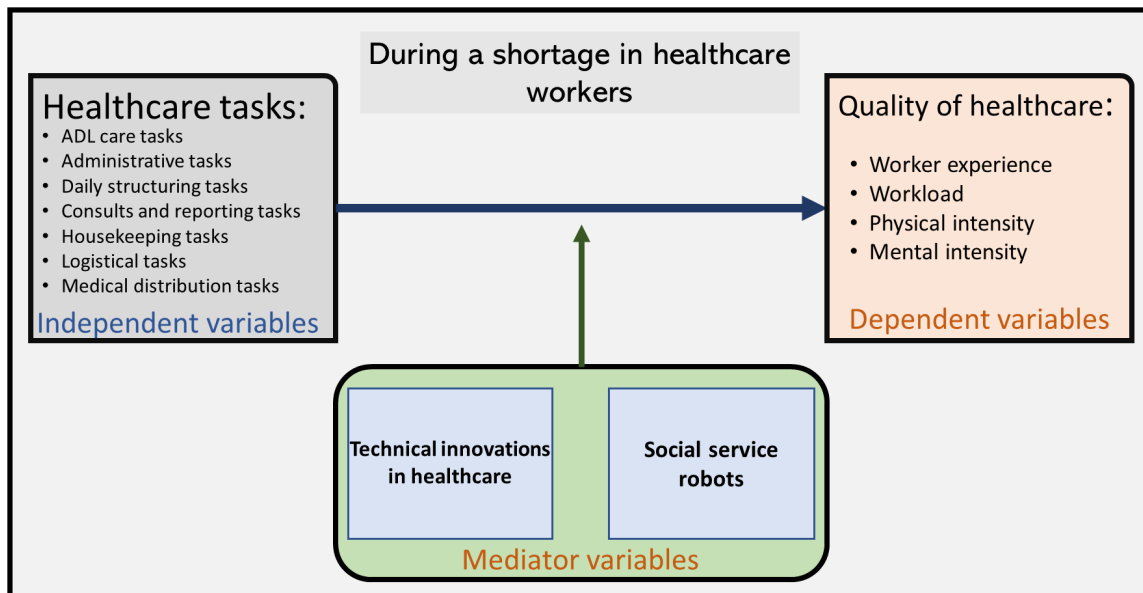 During a shortage in healthcare
workers
Healthcare tasks:
• ADL care tasks
• Administrative tasks
• Daily structuring tasks
• Consults and reporting tasks
• Housekeeping tasks
• Logistical tasks
• Medical distribution tasks
Independent variables
Quality of healthcare:
• Worker experience
• Workload
• Physical intensity
• Mental intensity
Dependent variables
Technical innovations
in healthcare
Social service
robots
Mediator variables